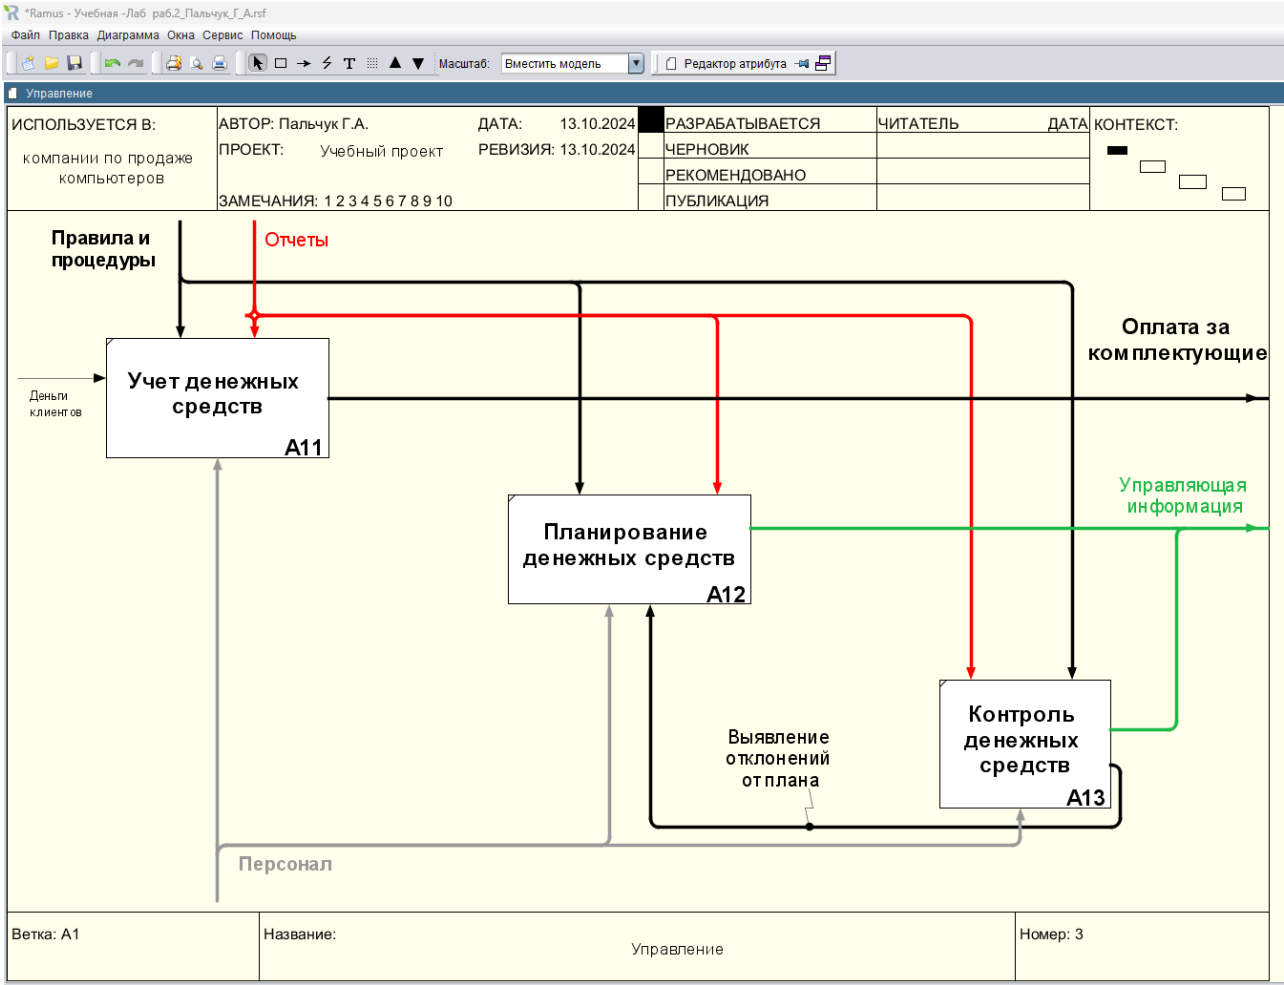 *Ramus - Учебная -Лаб раб.2_Пальчук_Г_А.rsf
Файл Правка Диаграмма Окна Сервис Помощь
Масштаб: Вместить модель Редактор атрибута
Управление
ИСПОЛЬЗУЕТСЯ В:
компании по продаже
компьютеров
АВТОР: Пальчук Г.А.
ДАТА: 13.10.2024
ПРОЕКТ: Учебный проект
РЕВИЗИЯ: 13.10.2024
ЗАМЕЧАНИЯ: 1 2 3 4 5 6 7 8 9 10
РАЗРАБАТЫВАЕТСЯ
ЧЕРНОВИК
РЕКОМЕНДОВАНО
ПУБЛИКАЦИЯ
ЧИТАТЕЛЬ
ДАТА
КОНТЕКСТ:
Правила и
процедуры
Отчеты
Оплата за
комплектующие
Учет денежных
средств
A11
Деньги
клиентов
Управляющая
информация
Планирование
денежных средств
A12
Контроль
денежных
средств
A13
Выявление
отклонений
от плана
Персонал
Ветка: A1
Название:
Управление
Номер: 3